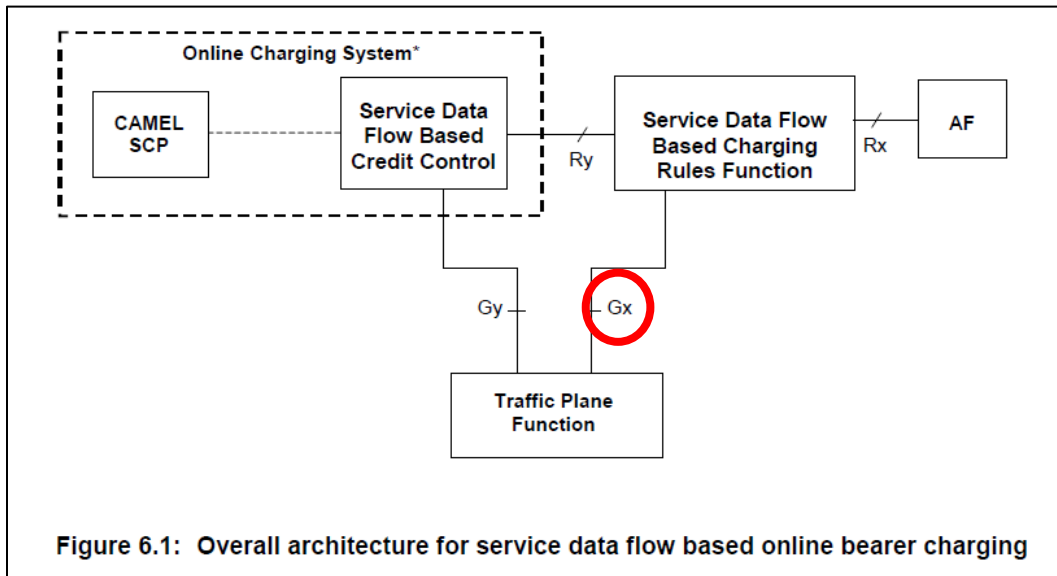 Online Charging System*
CAMEL
SCP
Service Data
Flow Based
Credit Control
Ry
Service Data Flow
Based Charging
Rules Function
Rx
AF
Gy
Gx
Traffic Plane
Function
Figure 6.1: Overall architecture for service data flow based online bearer charging